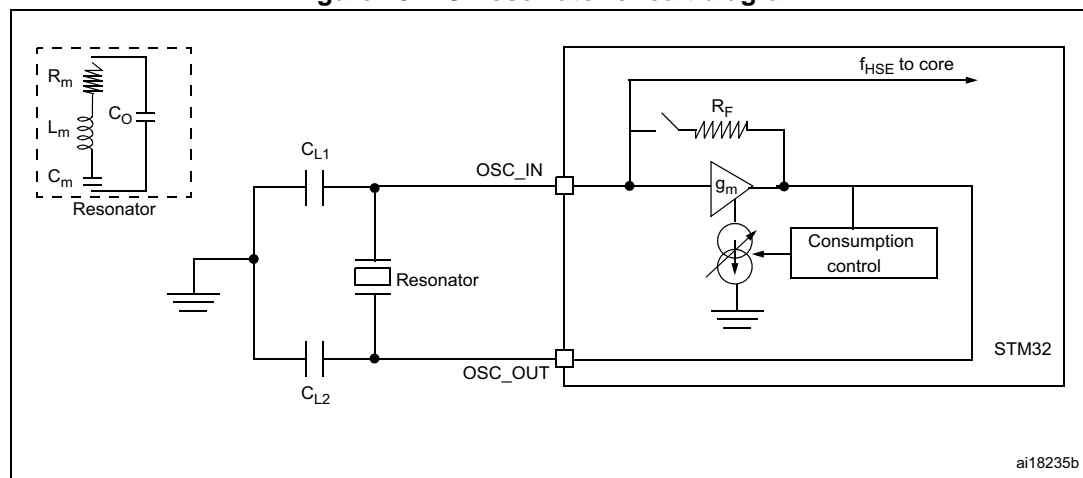 fHSE to core
Rm
RF
CO
Lm
CL1
OSC_IN
Cm
gm
Resonator
Consumption
control
Resonator
STM32
OSC_OUT
CL2
ai18235b